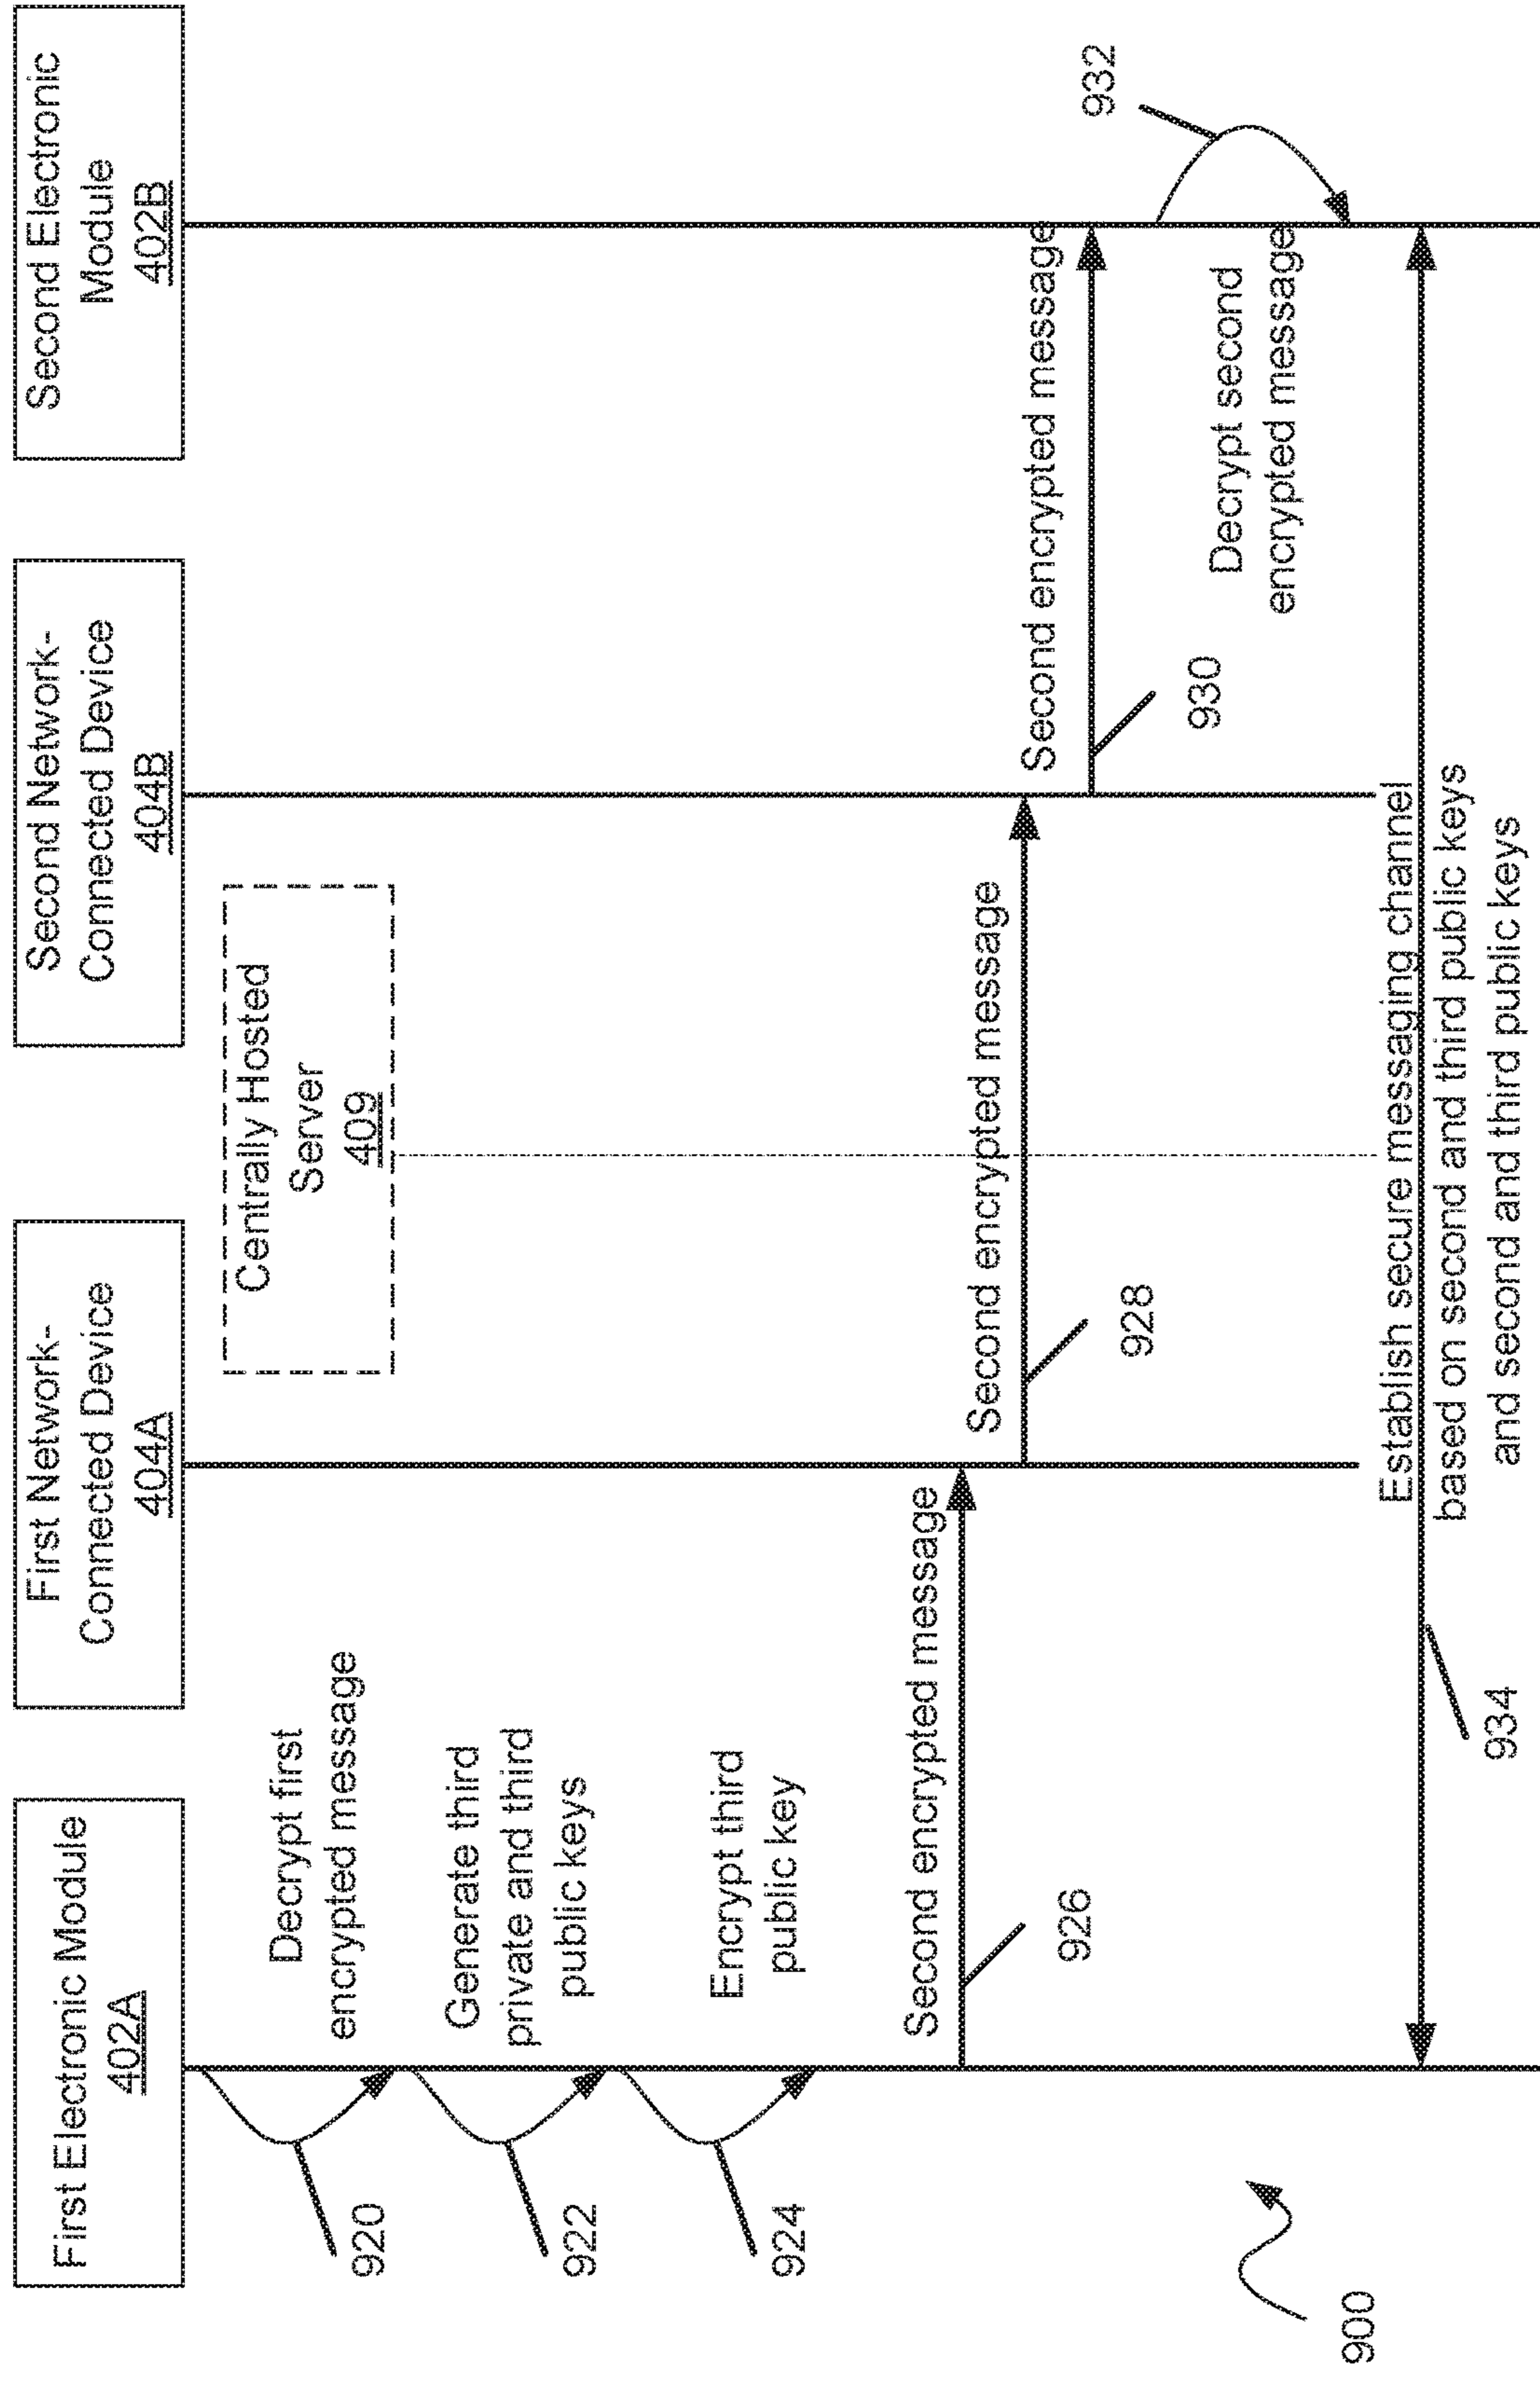 First Electronic Module
402A
First Network-
Connected Device
404A
Second Network-
Connected Device
404B
Second Electronic
Module
402B
Centrally Hosted
Server
409
920
Decrypt first
encrypted message
922
Generate third
private and third
public keys
924
Encrypt third
public key
Second encrypted message
926
Second encrypted message
928
Second encrypted message
930
932
Decrypt second
encrypted message
Establish secure messaging channel
based on second and third public keys
and second and third public keys
934
900